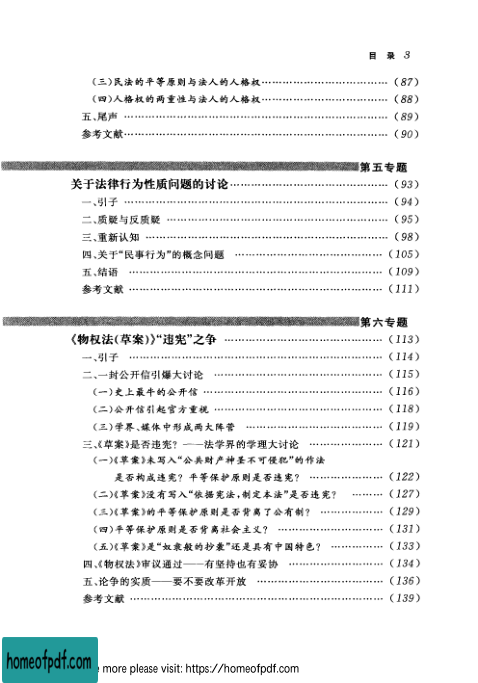 目 录 3
(三)民法的平等原则与法人的人格权……………………………(87)
(四)人格权的两重性与法人的人格权……………………………(88)
五、尾声……………………………………………………………(89)
参考文献……………………………………………………………(90)
第五专题
关于法律行为性质问题的讨论……………………………………(93)
一、引子……………………………………………………………(94)
二、质疑与反质疑…………………………………………………(95)
三、重新认知………………………………………………………(98)
四、关于“民事行为”的概念问题…………………………………(105)
五、结语……………………………………………………………(109)
参考文献……………………………………………………………(111)
第六专题
《物权法(草案)》“违宪”之争……………………………………(113)
一、引子……………………………………………………………(114)
二、一封公开信引爆大讨论………………………………………(115)
(一)史上最牛的公开信……………………………………………(116)
(二)公开信引起官方重视…………………………………………(118)
(三)学界、媒体中形成两大阵营…………………………………(119)
三、《草案》是否违宪？——法学界的学理大讨论………………(121)
(一)《草案》未写入“公共财产神圣不可侵犯”的作法
是否构成违宪？平等保护原则是否违宪？…………………(122)
(二)《草案》没有写入“依据宪法,制定本法”是否违宪？………(127)
(三)《草案》的平等保护原则是否背离了公有制？………………(129)
(四)平等保护原则是否背离社会主义？…………………………(131)
(五)《草案》是“奴隶般的抄袭”还是具有中国特色？……………(133)
四、《物权法》审议通过——有坚持也有妥协……………………(134)
五、论争的实质——要不要改革开放……………………………(136)
参考文献……………………………………………………………(139)
homeofpdf.com
more please visit: https://homeofpdf.com